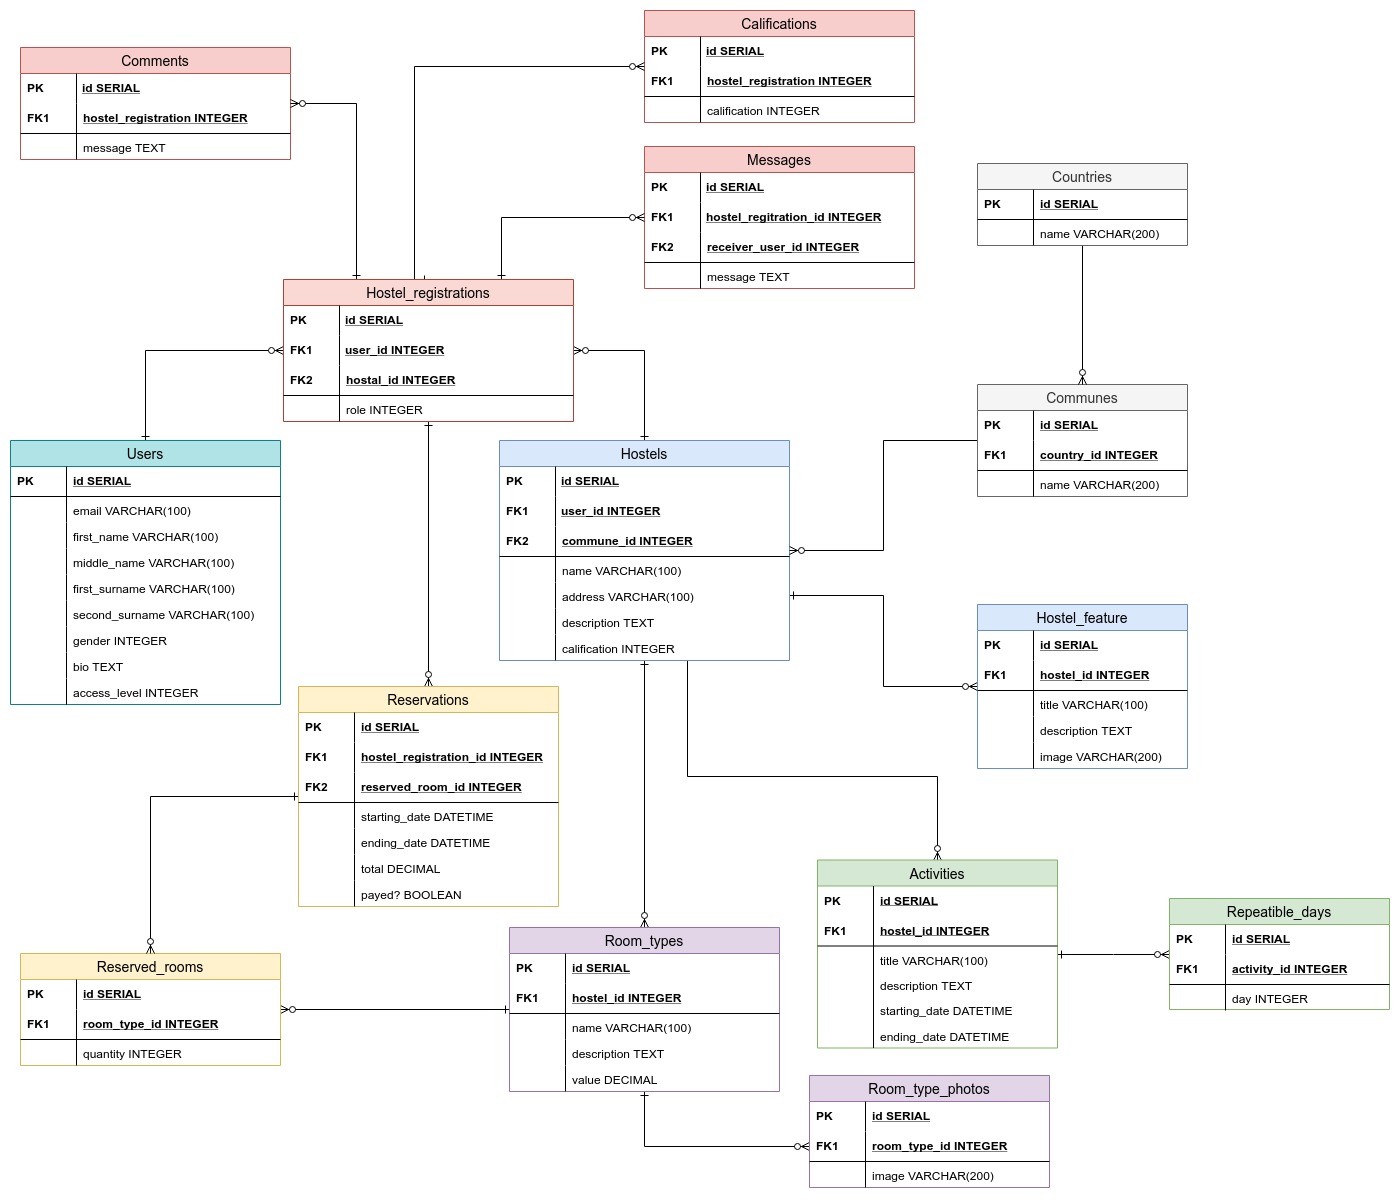 Califications
PK id SERIAL
FK1 hostel_registration INTEGER
calification INTEGER
Comments
PK id SERIAL
FK1 hostel_registration INTEGER
message TEXT
Messages
PK id SERIAL
FK1 hostel_regitration_id INTEGER
FK2 receiver_user_id INTEGER
message TEXT
Countries
PK id SERIAL
name VARCHAR(200)
Hostel_registrations
PK id SERIAL
FK1 user_id INTEGER
FK2 hostal_id INTEGER
role INTEGER
Communes
PK id SERIAL
FK1 country_id INTEGER
name VARCHAR(200)
Users
PK id SERIAL
email VARCHAR(100)
first_name VARCHAR(100)
middle_name VARCHAR(100)
first_surname VARCHAR(100)
second_surname VARCHAR(100)
gender INTEGER
bio TEXT
access_level INTEGER
Hostels
PK id SERIAL
FK1 user_id INTEGER
FK2 commune_id INTEGER
name VARCHAR(100)
address VARCHAR(100)
description TEXT
calification INTEGER
Hostel_feature
PK id SERIAL
FK1 hostel_id INTEGER
title VARCHAR(100)
description TEXT
image VARCHAR(200)
Reservations
PK id SERIAL
FK1 hostel_registration_id INTEGER
FK2 reserved_room_id INTEGER
starting_date DATETIME
ending_date DATETIME
total DECIMAL
payed? BOOLEAN
Activities
PK id SERIAL
FK1 hostel_id INTEGER
title VARCHAR(100)
description TEXT
starting_date DATETIME
ending_date DATETIME
Repeatible_days
PK id SERIAL
FK1 activity_id INTEGER
day INTEGER
Reserved_rooms
PK id SERIAL
FK1 room_type_id INTEGER
quantity INTEGER
Room_types
PK id SERIAL
FK1 hostel_id INTEGER
name VARCHAR(100)
description TEXT
value DECIMAL
Room_type_photos
PK id SERIAL
FK1 room_type_id INTEGER
image VARCHAR(200)